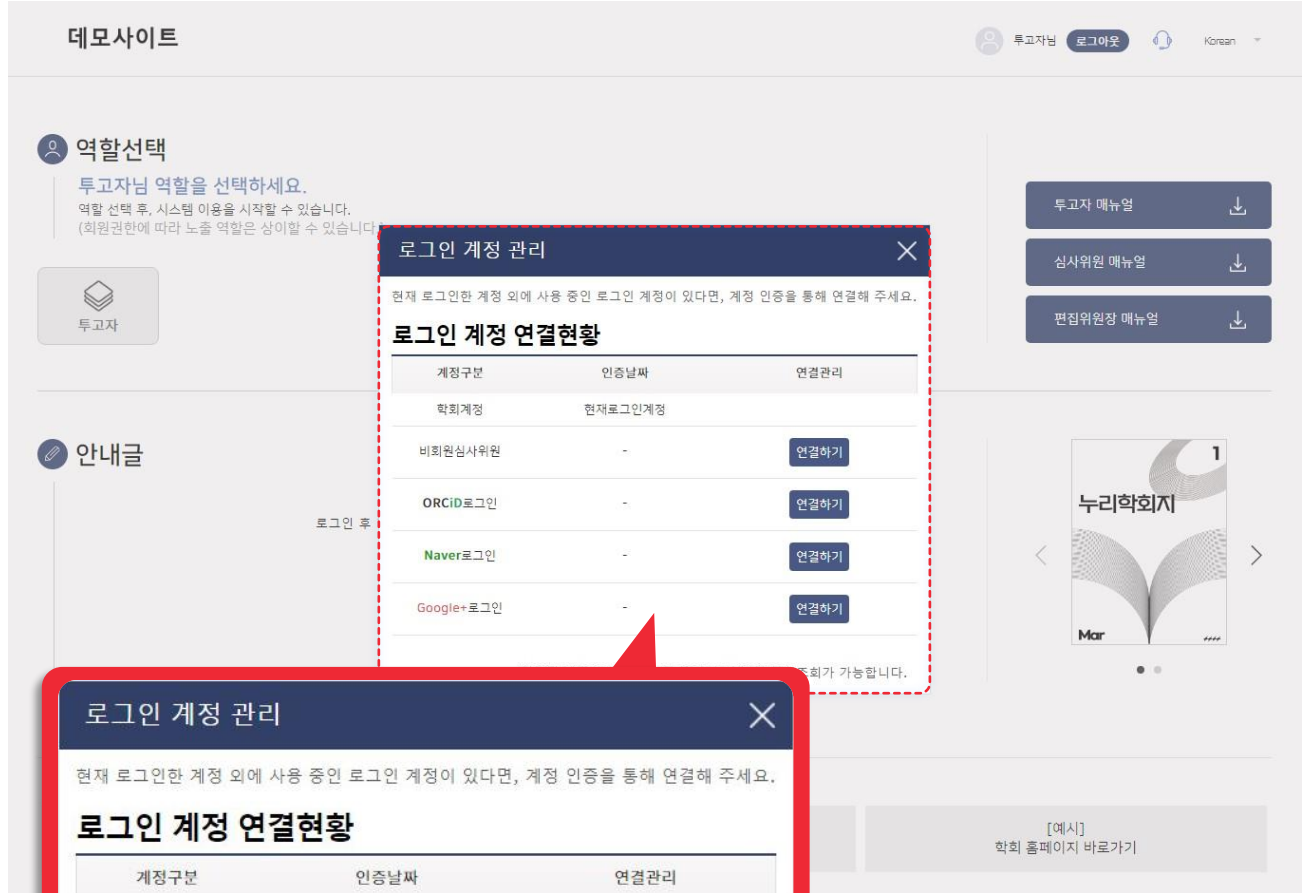 데모사이트
투고자님 로그아웃 Korean
역할선택
투고자님 역할을 선택하세요.
역할 선택 후, 시스템 이용을 시작할 수 있습니다.
(회원권한에 따라 노출 역할은 상이할 수 있습니다
투고자
투고자 매뉴얼
심사위원 매뉴얼
편집위원장 매뉴얼
로그인 계정 관리
현재 로그인한 계정 외에 사용 중인 로그인 계정이 있다면, 계정 인증을 통해 연결해 주세요.
로그인 계정 연결현황
계정구분 인증날짜 연결관리
학회계정 현재로그인계정
비회원심사위원 - 연결하기
ORCiD로그인 - 연결하기
Naver로그인 - 연결하기
Google+로그인 - 연결하기
조회가 가능합니다.
안내글
로그인 후
1
누리학회지
Mar
로그인 계정 관리
현재 로그인한 계정 외에 사용 중인 로그인 계정이 있다면, 계정 인증을 통해 연결해 주세요.
로그인 계정 연결현황
계정구분 인증날짜 연결관리
[예시]
학회 홈페이지 바로가기